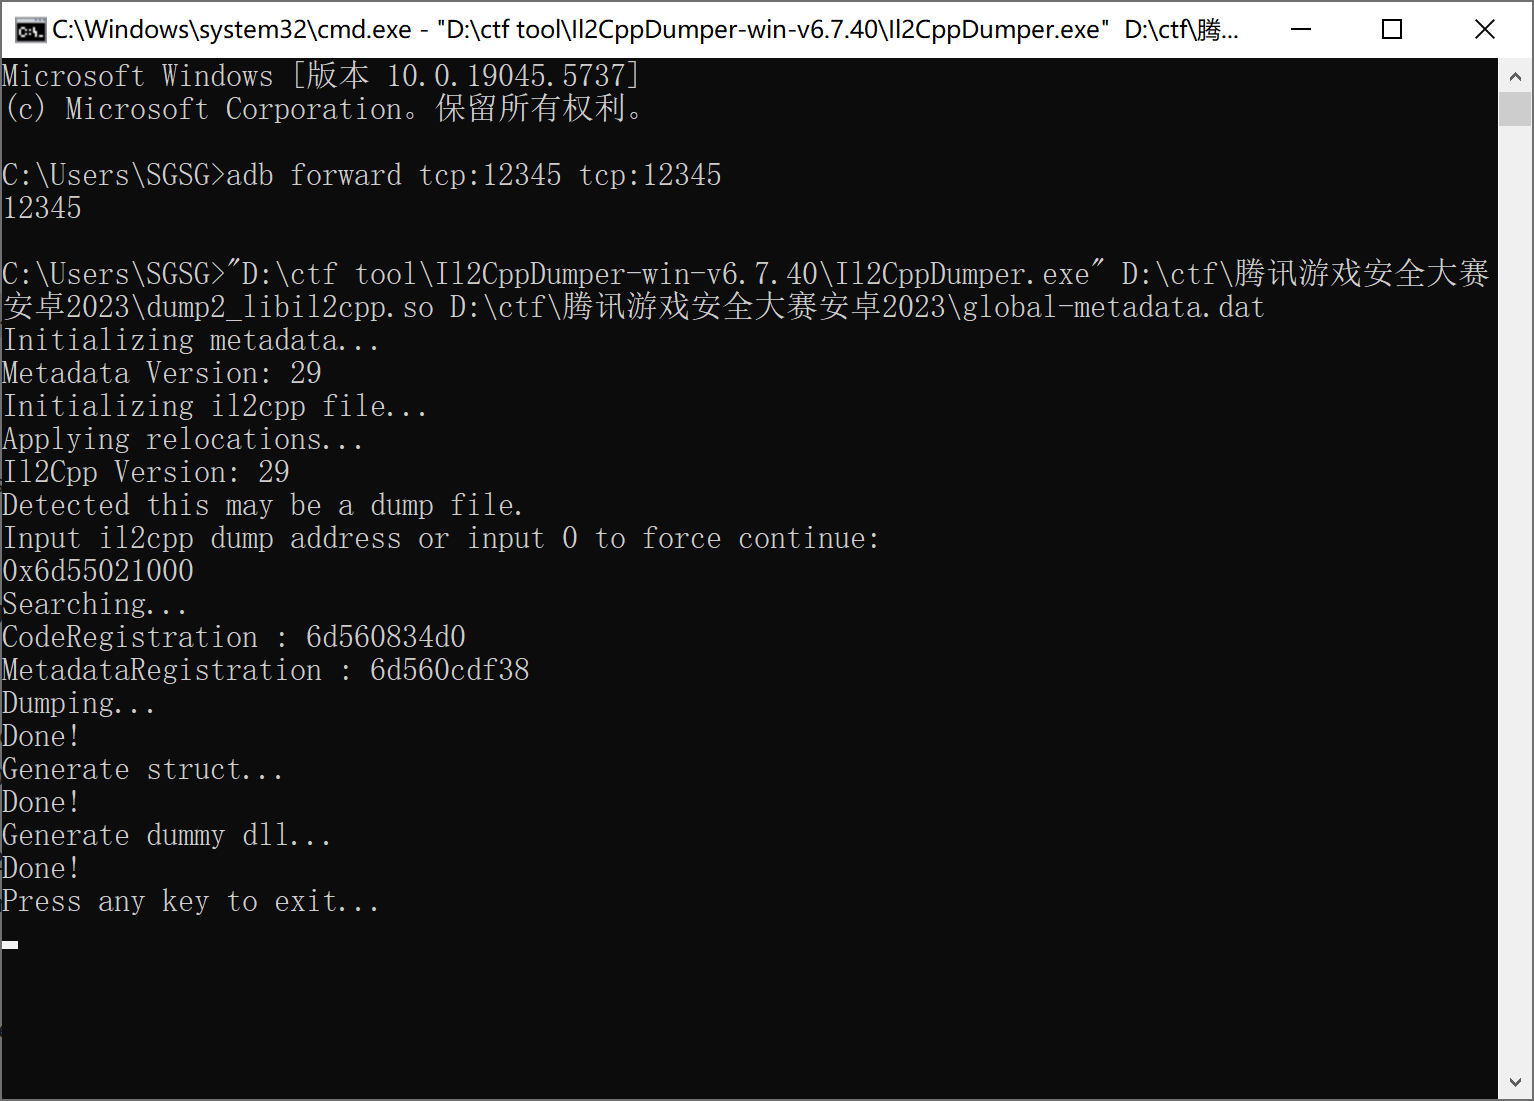 C:\Windows\system32\cmd.exe - "D:\ctf tool\Il2CppDumper-win-v6.7.40\Il2CppDumper.exe"  D:\ctf\腾...
Microsoft Windows [版本 10.0.19045.5737]
(c) Microsoft Corporation。保留所有权利。
C:\Users\SGSG>adb forward tcp:12345 tcp:12345
12345
C:\Users\SGSG>"D:\ctf tool\Il2CppDumper-win-v6.7.40\Il2CppDumper.exe" D:\ctf\腾讯游戏安全大赛
安卓2023\dump2_libil2cpp.so D:\ctf\腾讯游戏安全大赛安卓2023\global-metadata.dat
Initializing metadata...
Metadata Version: 29
Initializing il2cpp file...
Applying relocations...
Il2Cpp Version: 29
Detected this may be a dump file.
Input il2cpp dump address or input 0 to force continue:
0x6d55021000
Searching...
CodeRegistration : 6d560834d0
MetadataRegistration : 6d560cdf38
Dumping...
Done!
Generate struct...
Done!
Generate dummy dll...
Done!
Press any key to exit...